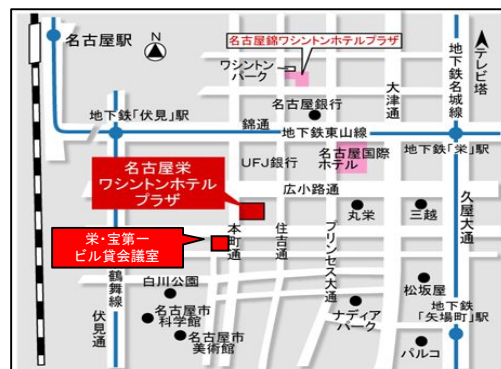 名古屋駅
N
名古屋錦ワシントンホテルプラザ
ワシントン
パーク
テレビ塔
地下鉄名城線
大津通
名古屋銀行
地下鉄「伏見」駅
錦通
地下鉄東山線
地下鉄「栄」駅
名古屋栄
ワシントンホテル
プラザ
UFJ銀行
名古屋国際
ホテル
広小路通
丸栄
三越
久屋大通
栄・宝第一
ビル貸会議室
本町通
住吉通
プリンセス大通
鶴舞線
白川公園
松坂屋
伏見通
名古屋市
科学館
ナディア
パーク
地下鉄
「矢場町」駅
名古屋市
美術館
パルコ